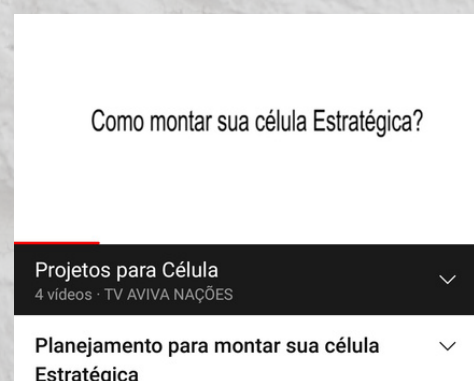 Como montar sua célula Estratégica?
Projetos para Célula
4 vídeos · TV AVIVA NAÇÕES
Planejamento para montar sua célula
Estratégica